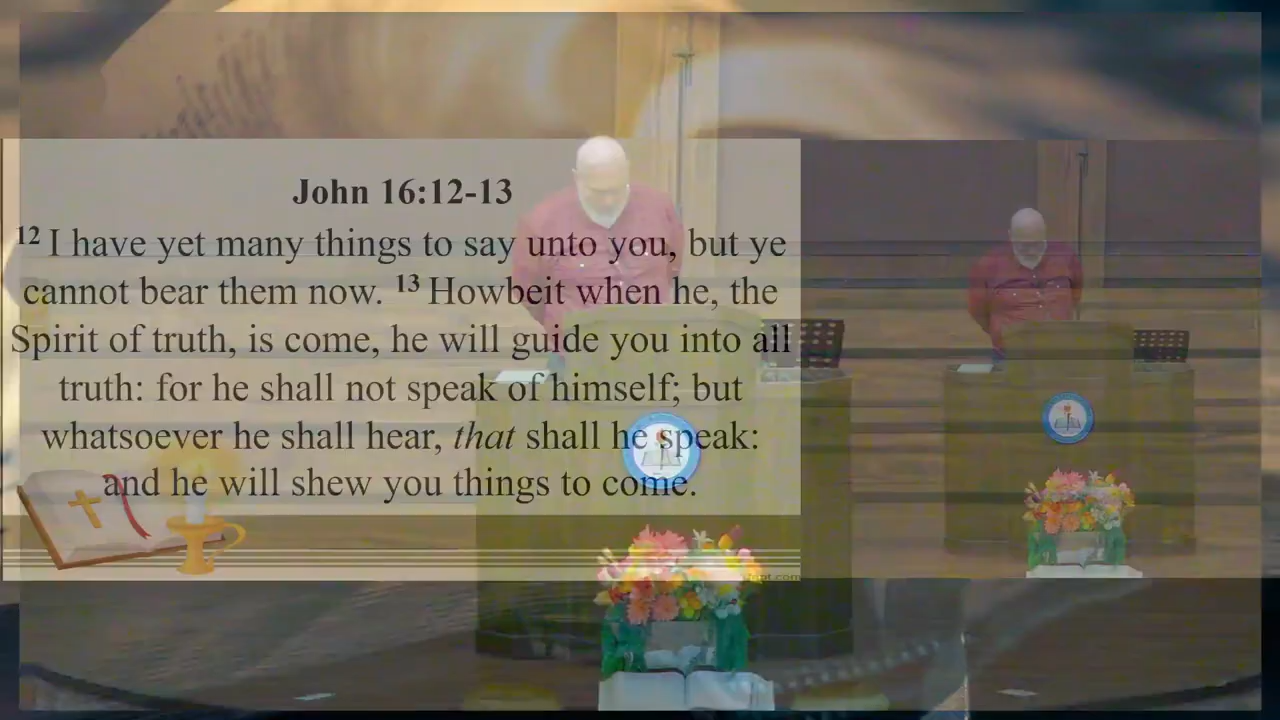 John 16:12-13
12 I have yet many things to say unto you, but ye
cannot bear them now. 13 Howbeit when he, the
Spirit of truth, is come, he will guide you into all
truth: for he shall not speak of himself; but
whatsoever he shall hear, that shall he speak:
and he will shew you things to come.